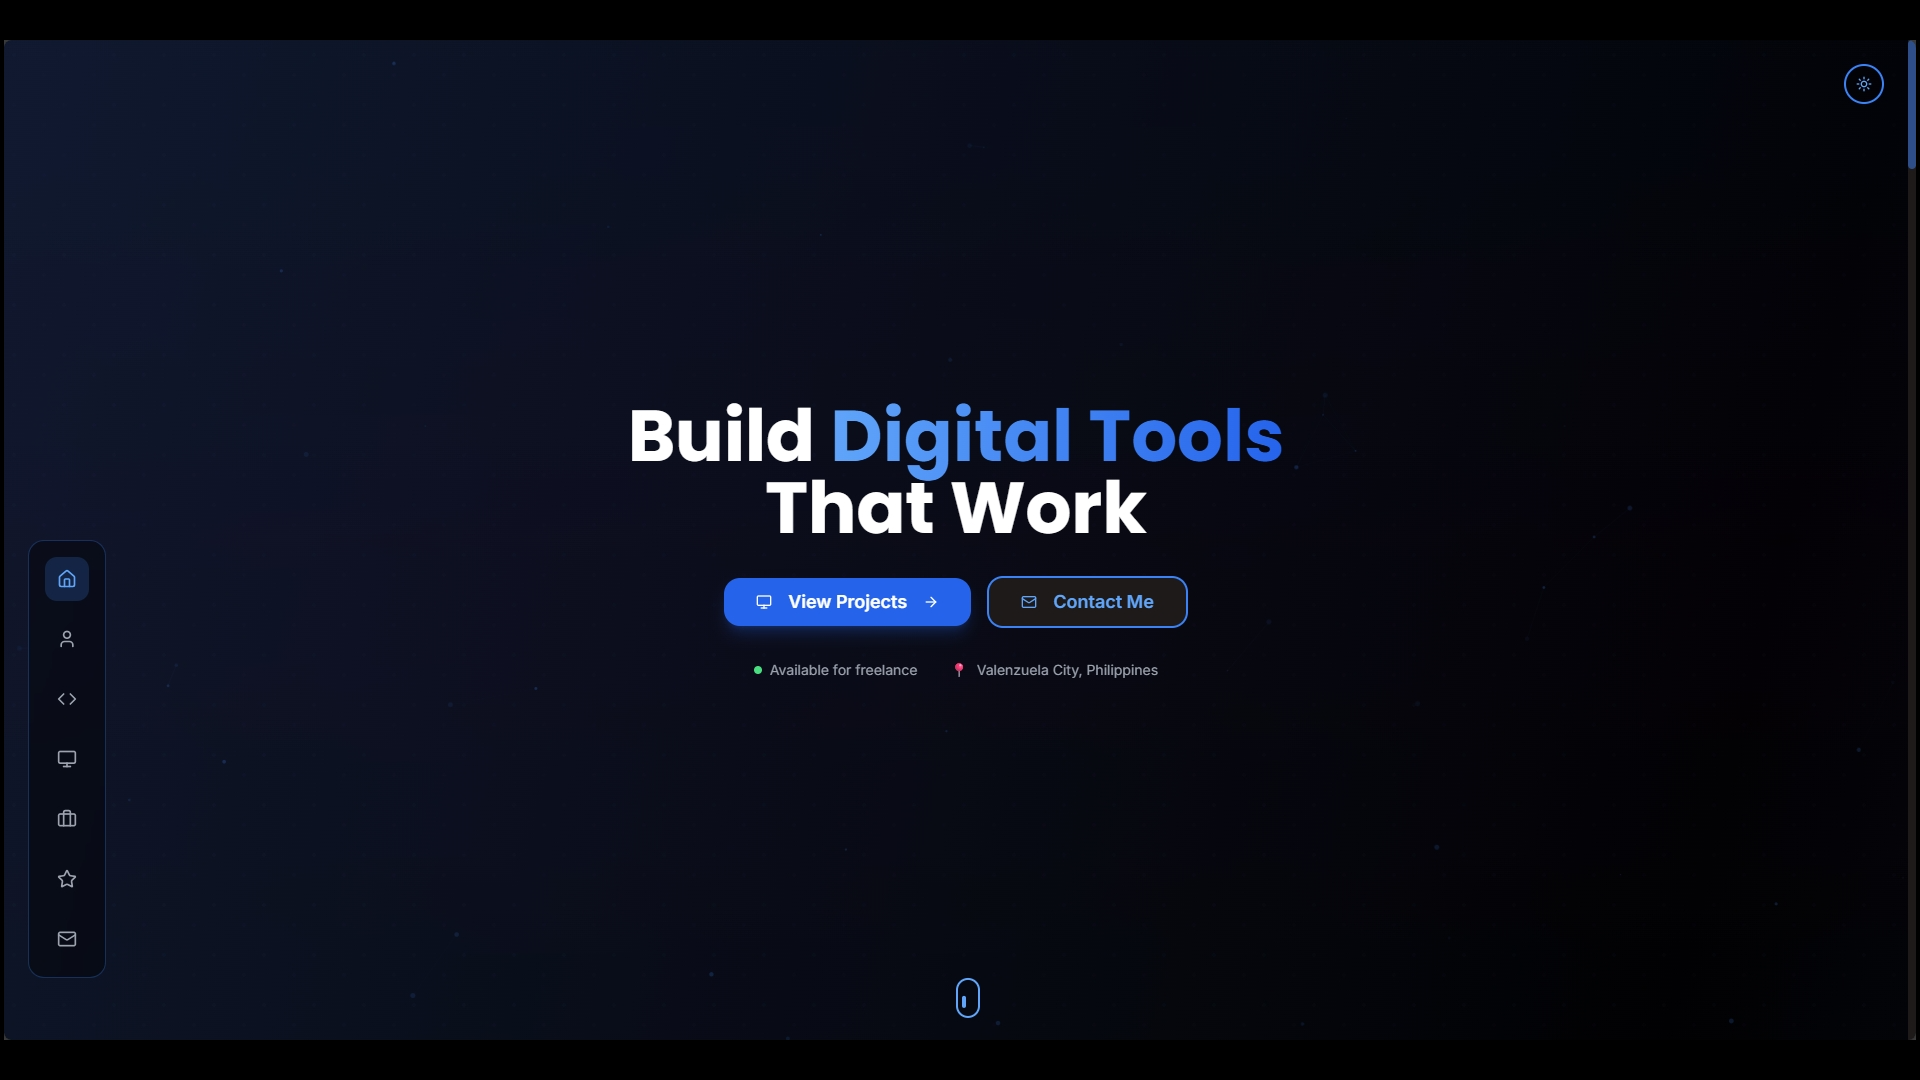 Build Digital Tools
That Work
View Projects
Contact Me
Available for freelance
Valenzuela City, Philippines